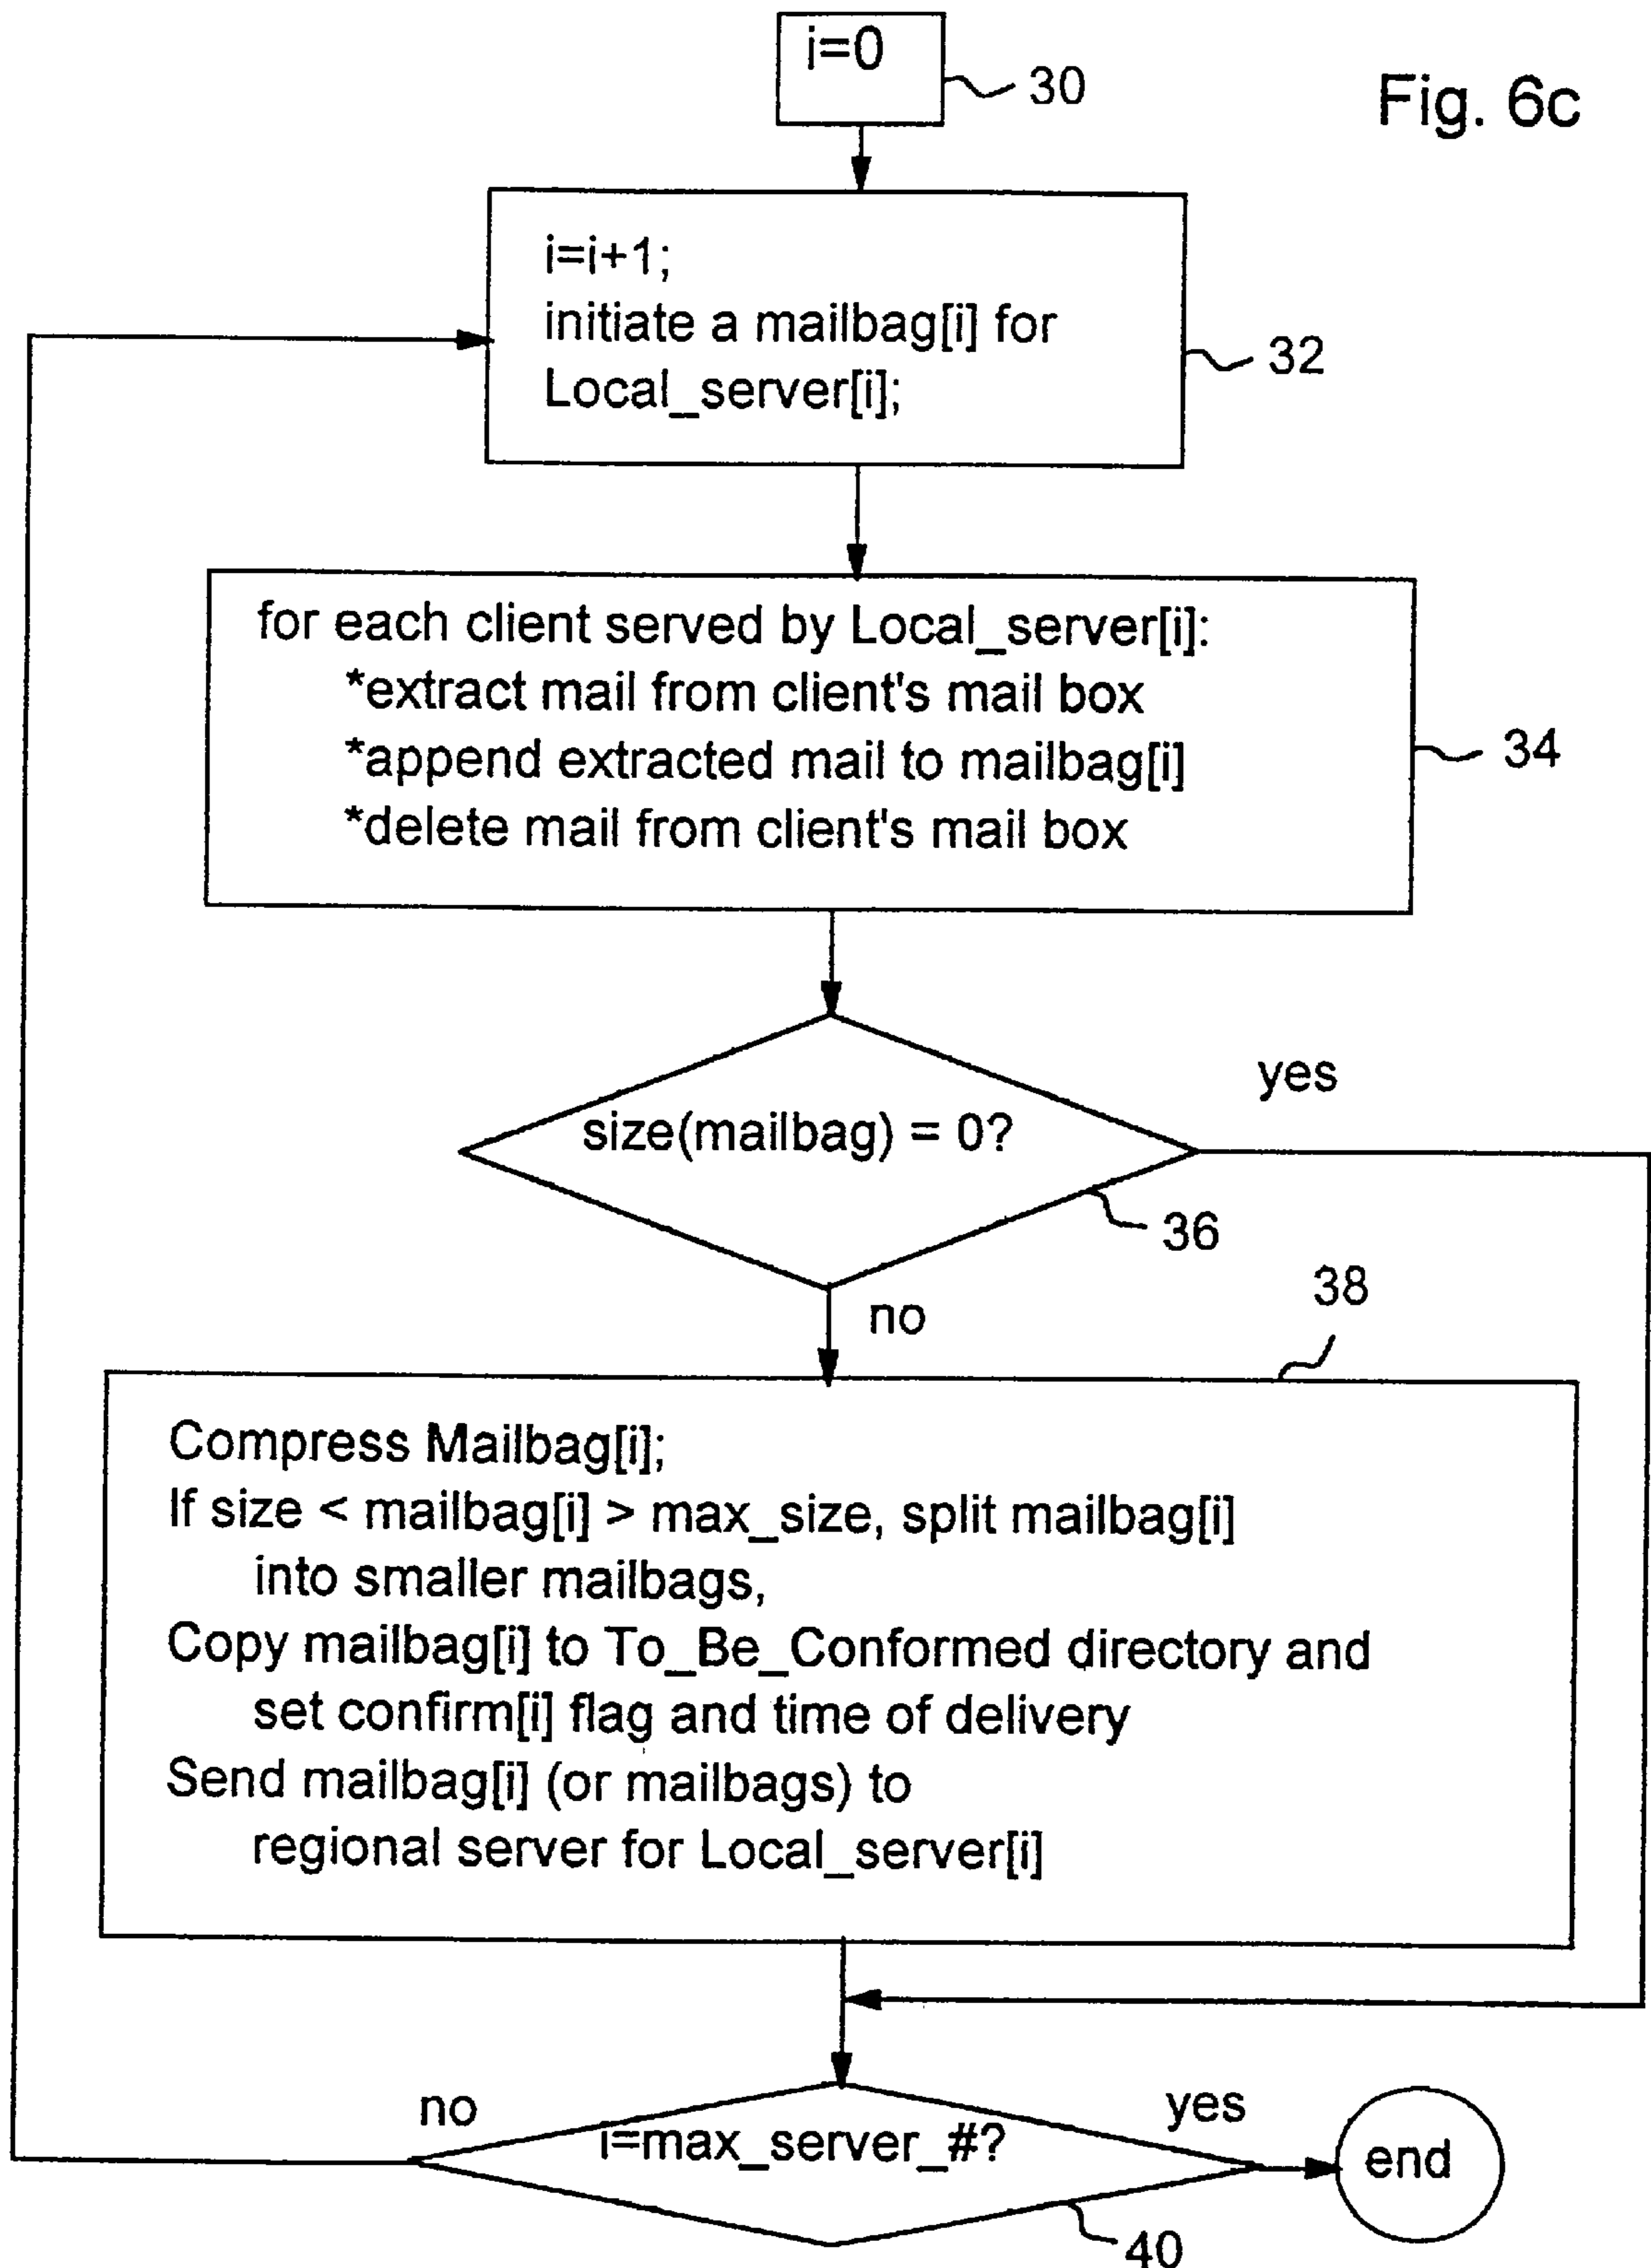 i=0
30
Fig. 6c
i=i+1;
initiate a mailbag[i] for
Local_server[i];
32
for each client served by Local_server[i]:
*extract mail from client's mail box
*append extracted mail to mailbag[i]
*delete mail from client's mail box
34
size(mailbag) = 0?
yes
36
no
38
Compress Mailbag[i];
If size < mailbag[i] > max_size, split mailbag[i]
into smaller mailbags,
Copy mailbag[i] to To_Be_Conformed directory and
set confirm[i] flag and time of delivery
Send mailbag[i] (or mailbags) to
regional server for Local_server[i]
no
i=max_server_#?
yes
end
40